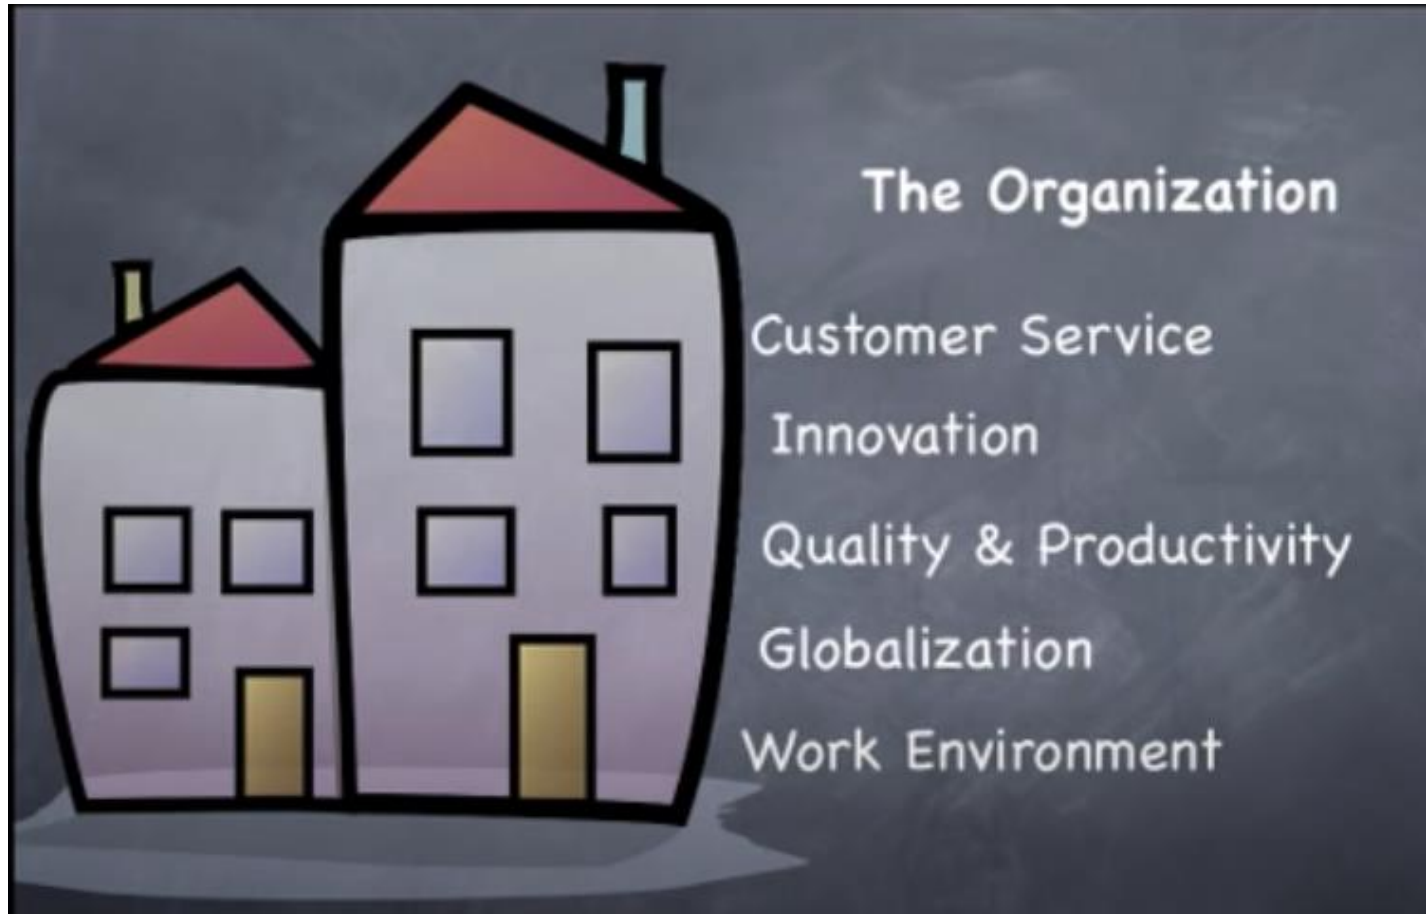 The Organization
Customer Service
Innovation
Quality & Productivity
Globalization
Work Environment